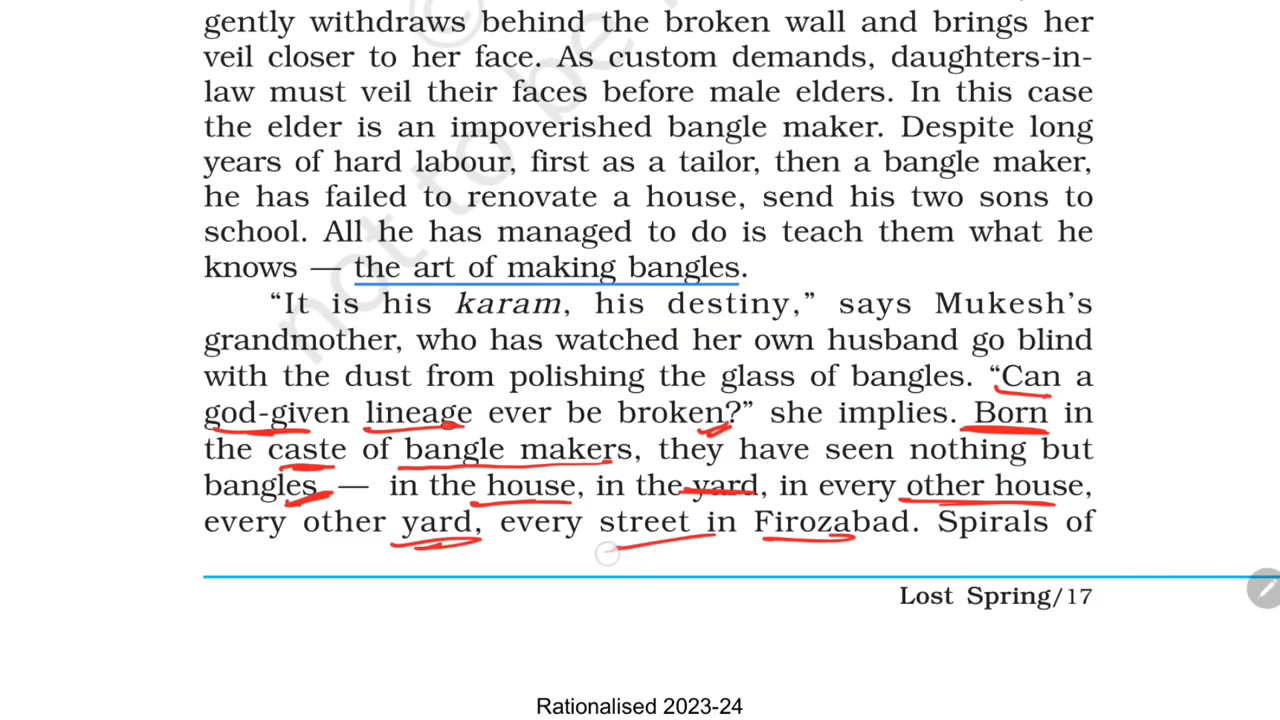 gently withdraws behind the broken wall and brings her
veil closer to her face. As custom demands, daughters-in-
law must veil their faces before male elders. In this case
the elder is an impoverished bangle maker. Despite long
years of hard labour, first as a tailor, then a bangle maker,
he has failed to renovate a house, send his two sons to
school. All he has managed to do is teach them what he
knows — the art of making bangles.
“It is his karam, his destiny,” says Mukesh’s
grandmother, who has watched her own husband go blind
with the dust from polishing the glass of bangles. “Can a
god-given lineage ever be broken?” she implies. Born in
the caste of bangle makers, they have seen nothing but
bangles — in the house, in the yard, in every other house,
every other yard, every street in Firozabad. Spirals of
Lost Spring/17
Rationalised 2023-24
not to be
©